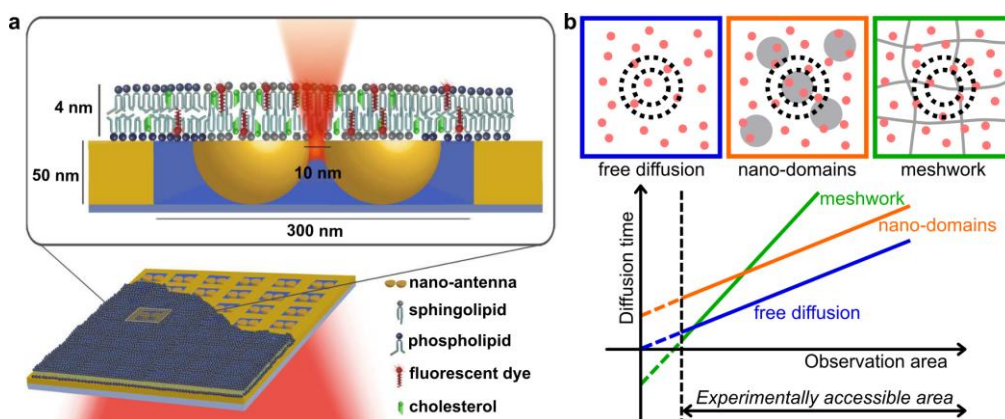 a
4 nm
50 nm
10 nm
300 nm
nano-antenna
sphingolipid
phospholipid
fluorescent dye
cholesterol
b
free diffusion
nano-domains
meshwork
Diffusion time
meshwork
nano-domains
free diffusion
Observation area
Experimentally accessible area